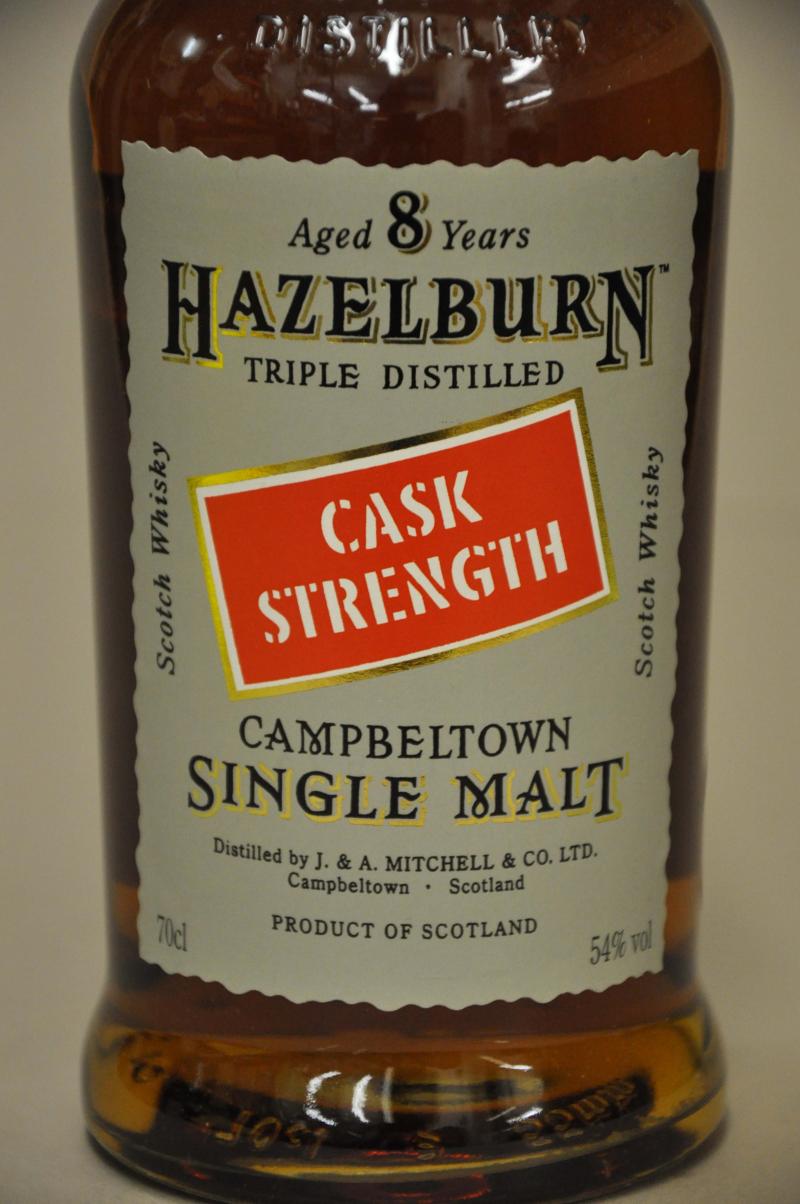 DISTILLERY
Aged 8 Years
HAZELBURN™
TRIPLE DISTILLED
CASK
STRENGTH
Scotch Whisky
Scotch Whisky
CAMPBELTOWN
SINGLE MALT
Distilled by J. & A. MITCHELL & CO. LTD.
Campbeltown · Scotland
PRODUCT OF SCOTLAND
70cl
54% vol